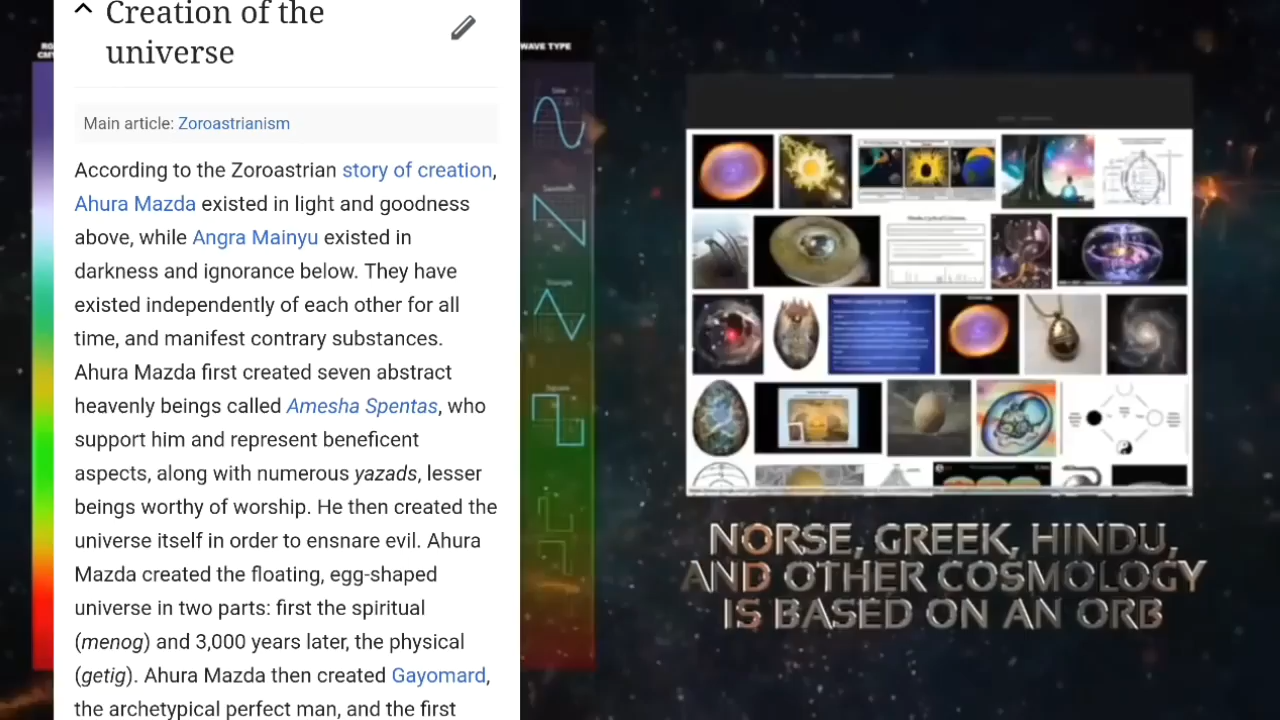 Creation of the
universe
Main article: Zoroastrianism
According to the Zoroastrian story of creation,
Ahura Mazda existed in light and goodness
above, while Angra Mainyu existed in
darkness and ignorance below. They have
existed independently of each other for all
time, and manifest contrary substances.
Ahura Mazda first created seven abstract
heavenly beings called Amesha Spentas, who
support him and represent beneficent
aspects, along with numerous yazads, lesser
beings worthy of worship. He then created the
universe itself in order to ensnare evil. Ahura
Mazda created the floating, egg-shaped
universe in two parts: first the spiritual
(menog) and 3,000 years later, the physical
(getig). Ahura Mazda then created Gayomard,
the archetypical perfect man, and the first
RG
CM
WAVE TYPE
Sine
Sawtooth
Triangle
Square
NORSE, GREEK, HINDU,
AND OTHER COSMOLOGY
IS BASED ON AN ORB